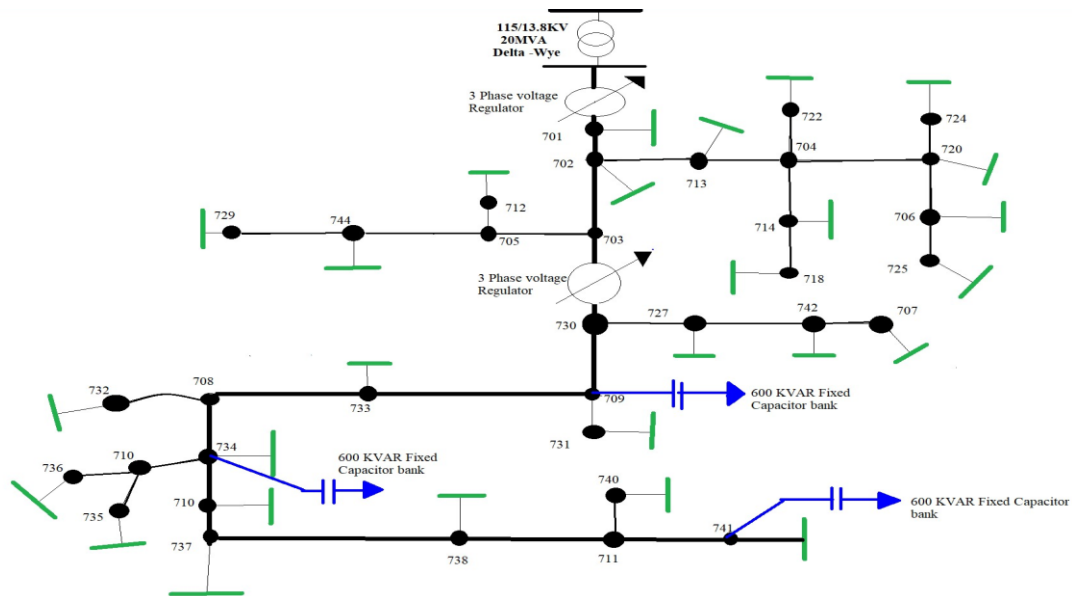 115/13.8KV
20MVA
Delta -Wye
3 Phase voltage
Regulator
701
722
724
702
713
704
720
712
729
744
705
703
714
706
718
725
3 Phase voltage
Regulator
730
727
742
707
732
708
733
709
600 KVAR Fixed
Capacitor bank
731
734
710
736
600 KVAR Fixed
Capacitor bank
735
710
740
600 KVAR Fixed Capacitor
bank
737
738
711
741